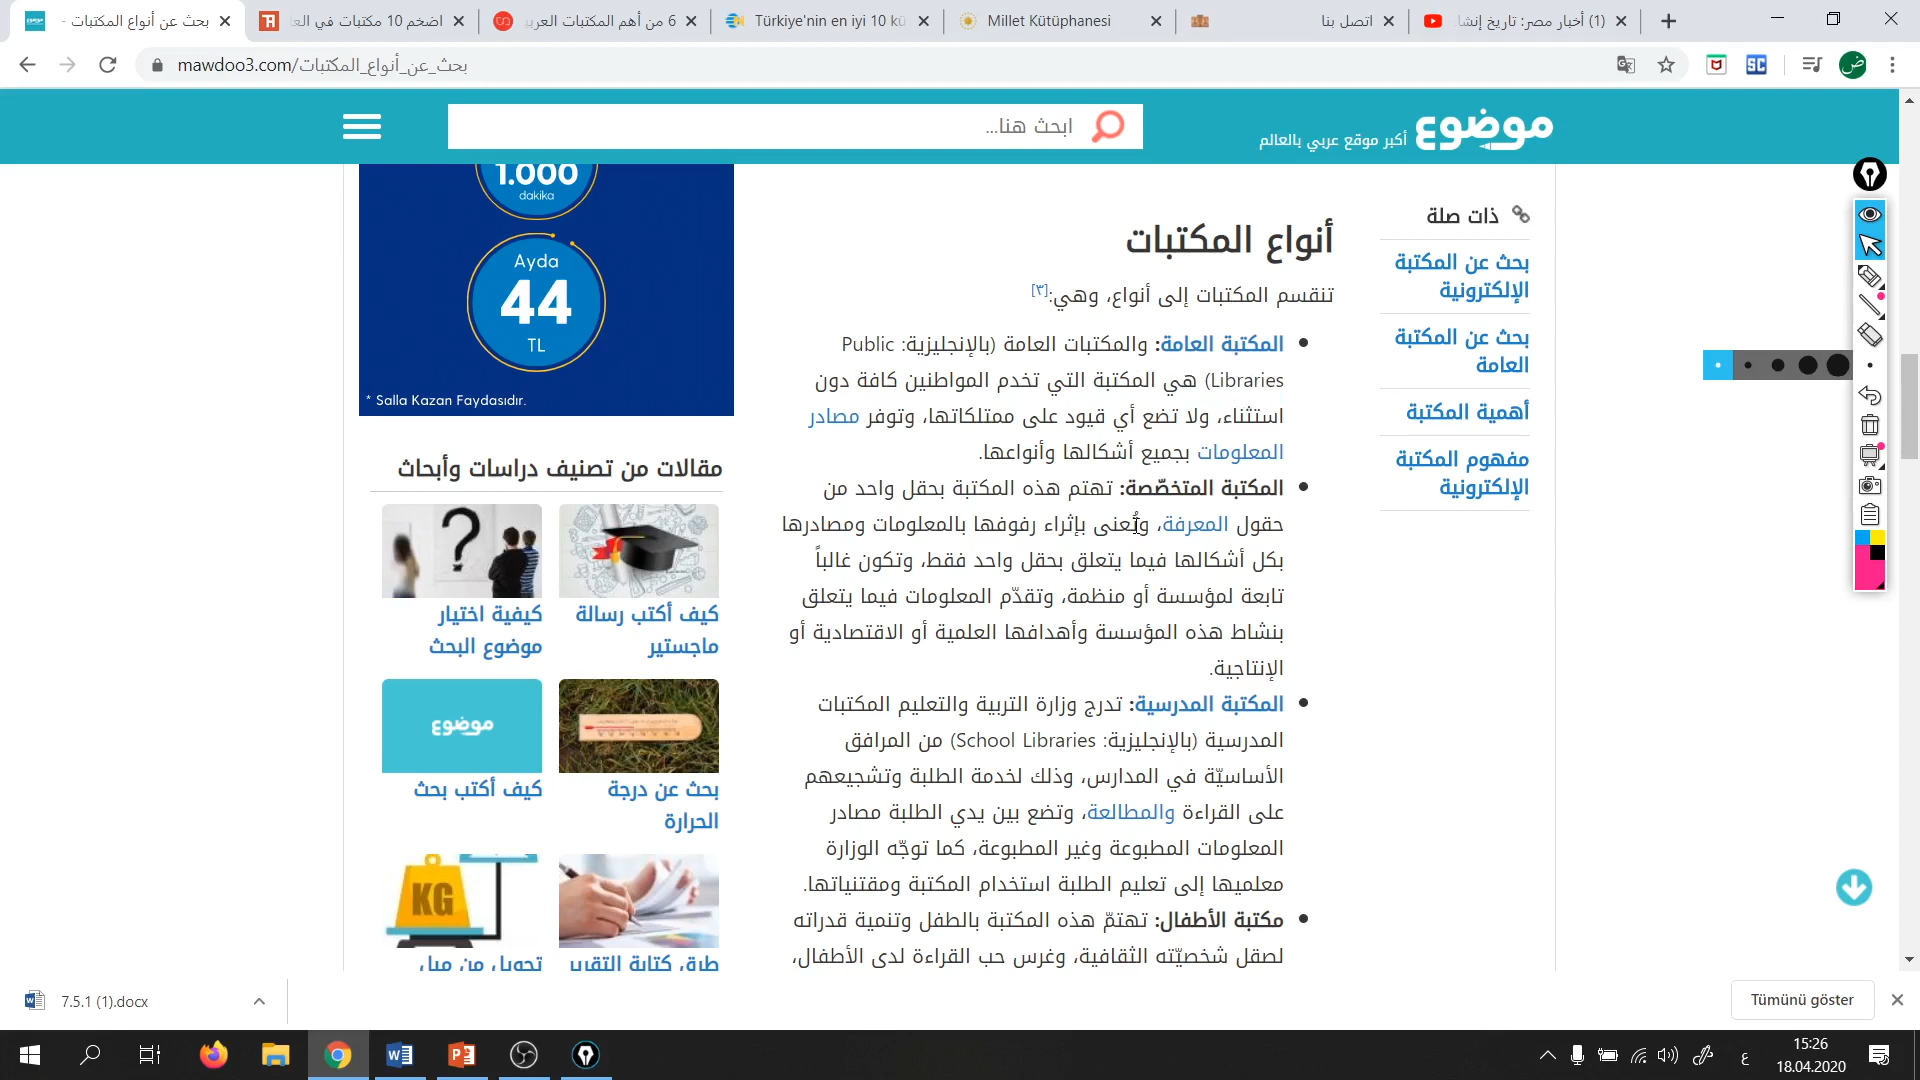 بحث عن أنواع المكتبات -
اضخم 10 مكتبات في
6 من أهم المكتبات
Türkiye'nin en iyi 10 kü
Millet Kütüphanesi
اتصل بنا
(1) أخبار مصر: تاريخ إنشا
mawdoo3.com/بحث_عن_أنواع_المكتبات
ض
موضوع
أكبر موقع عربي بالعالم
ابحث هنا...
ذات صلة
بحث عن المكتبة
الإلكترونية
بحث عن المكتبة
العامة
أهمية المكتبة
مفهوم المكتبة
الإلكترونية
أنواع المكتبات
تنقسم المكتبات إلى أنواع، وهي:[٣]
المكتبة العامة: والمكتبات العامة (بالإنجليزية: Public
Libraries) هي المكتبة التي تخدم المواطنين كافة دون
استثناء، ولا تضع أي قيود على ممتلكاتها، وتوفر مصادر
المعلومات بجميع أشكالها وأنواعها.
المكتبة المتخصّصة: تهتم هذه المكتبة بحقل واحد من
حقول المعرفة، وتُعنى بإثراء رفوفها بالمعلومات ومصادرها
بكل أشكالها فيما يتعلق بحقل واحد فقط، وتكون غالباً
تابعة لمؤسسة أو منظمة، وتقدّم المعلومات فيما يتعلق
بنشاط هذه المؤسسة وأهدافها العلمية أو الاقتصادية أو
الإنتاجية.
المكتبة المدرسية: تدرج وزارة التربية والتعليم المكتبات
المدرسية (بالإنجليزية: School Libraries) من المرافق
الأساسيّة في المدارس، وذلك لخدمة الطلبة وتشجيعهم
على القراءة والمطالعة، وتضع بين يدي الطلبة مصادر
المعلومات المطبوعة وغير المطبوعة، كما توجّه الوزارة
معلميها إلى تعليم الطلبة استخدام المكتبة ومقتنياتها.
مكتبة الأطفال: تهتمّ هذه المكتبة بالطفل وتنمية قدراته
لصقل شخصيّته الثقافية، وغرس حب القراءة لدى الأطفال،
1.000
dakika
Ayda
44
TL
* Salla Kazan Faydasıdır.
مقالات من تصنيف دراسات وأبحاث
كيف أكتب رسالة
ماجستير
كيفية اختيار
موضوع البحث
موضوع
بحث عن درجة
الحرارة
كيف أكتب بحث
KG
طرق كتابة التقرير
تحويل من ميل
7.5.1 (1).docx
Tümünü göster
ع
15:26
18.04.2020